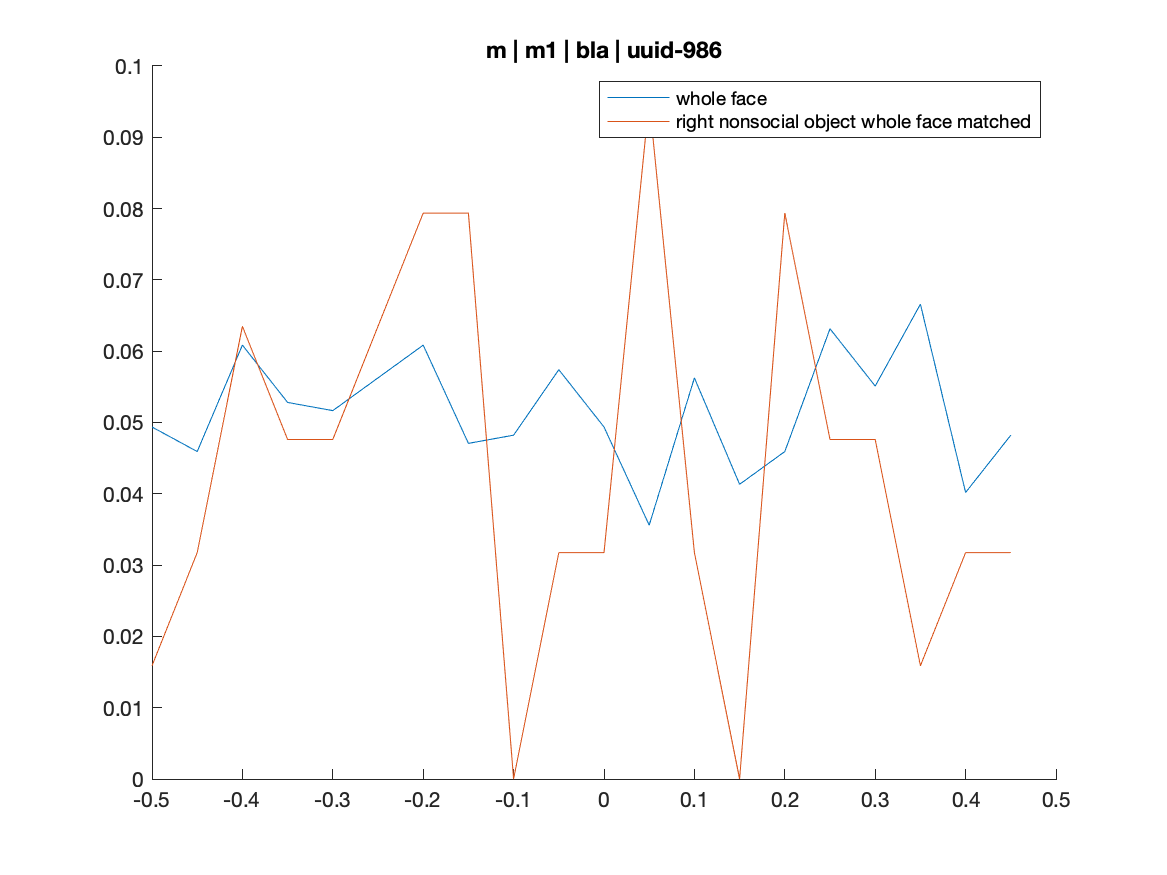 m | m1 | bla | uuid-986
whole face
right nonsocial object whole face matched
0.1
0.09
0.08
0.07
0.06
0.05
0.04
0.03
0.02
0.01
0
-0.5 -0.4 -0.3 -0.2 -0.1 0 0.1 0.2 0.3 0.4 0.5